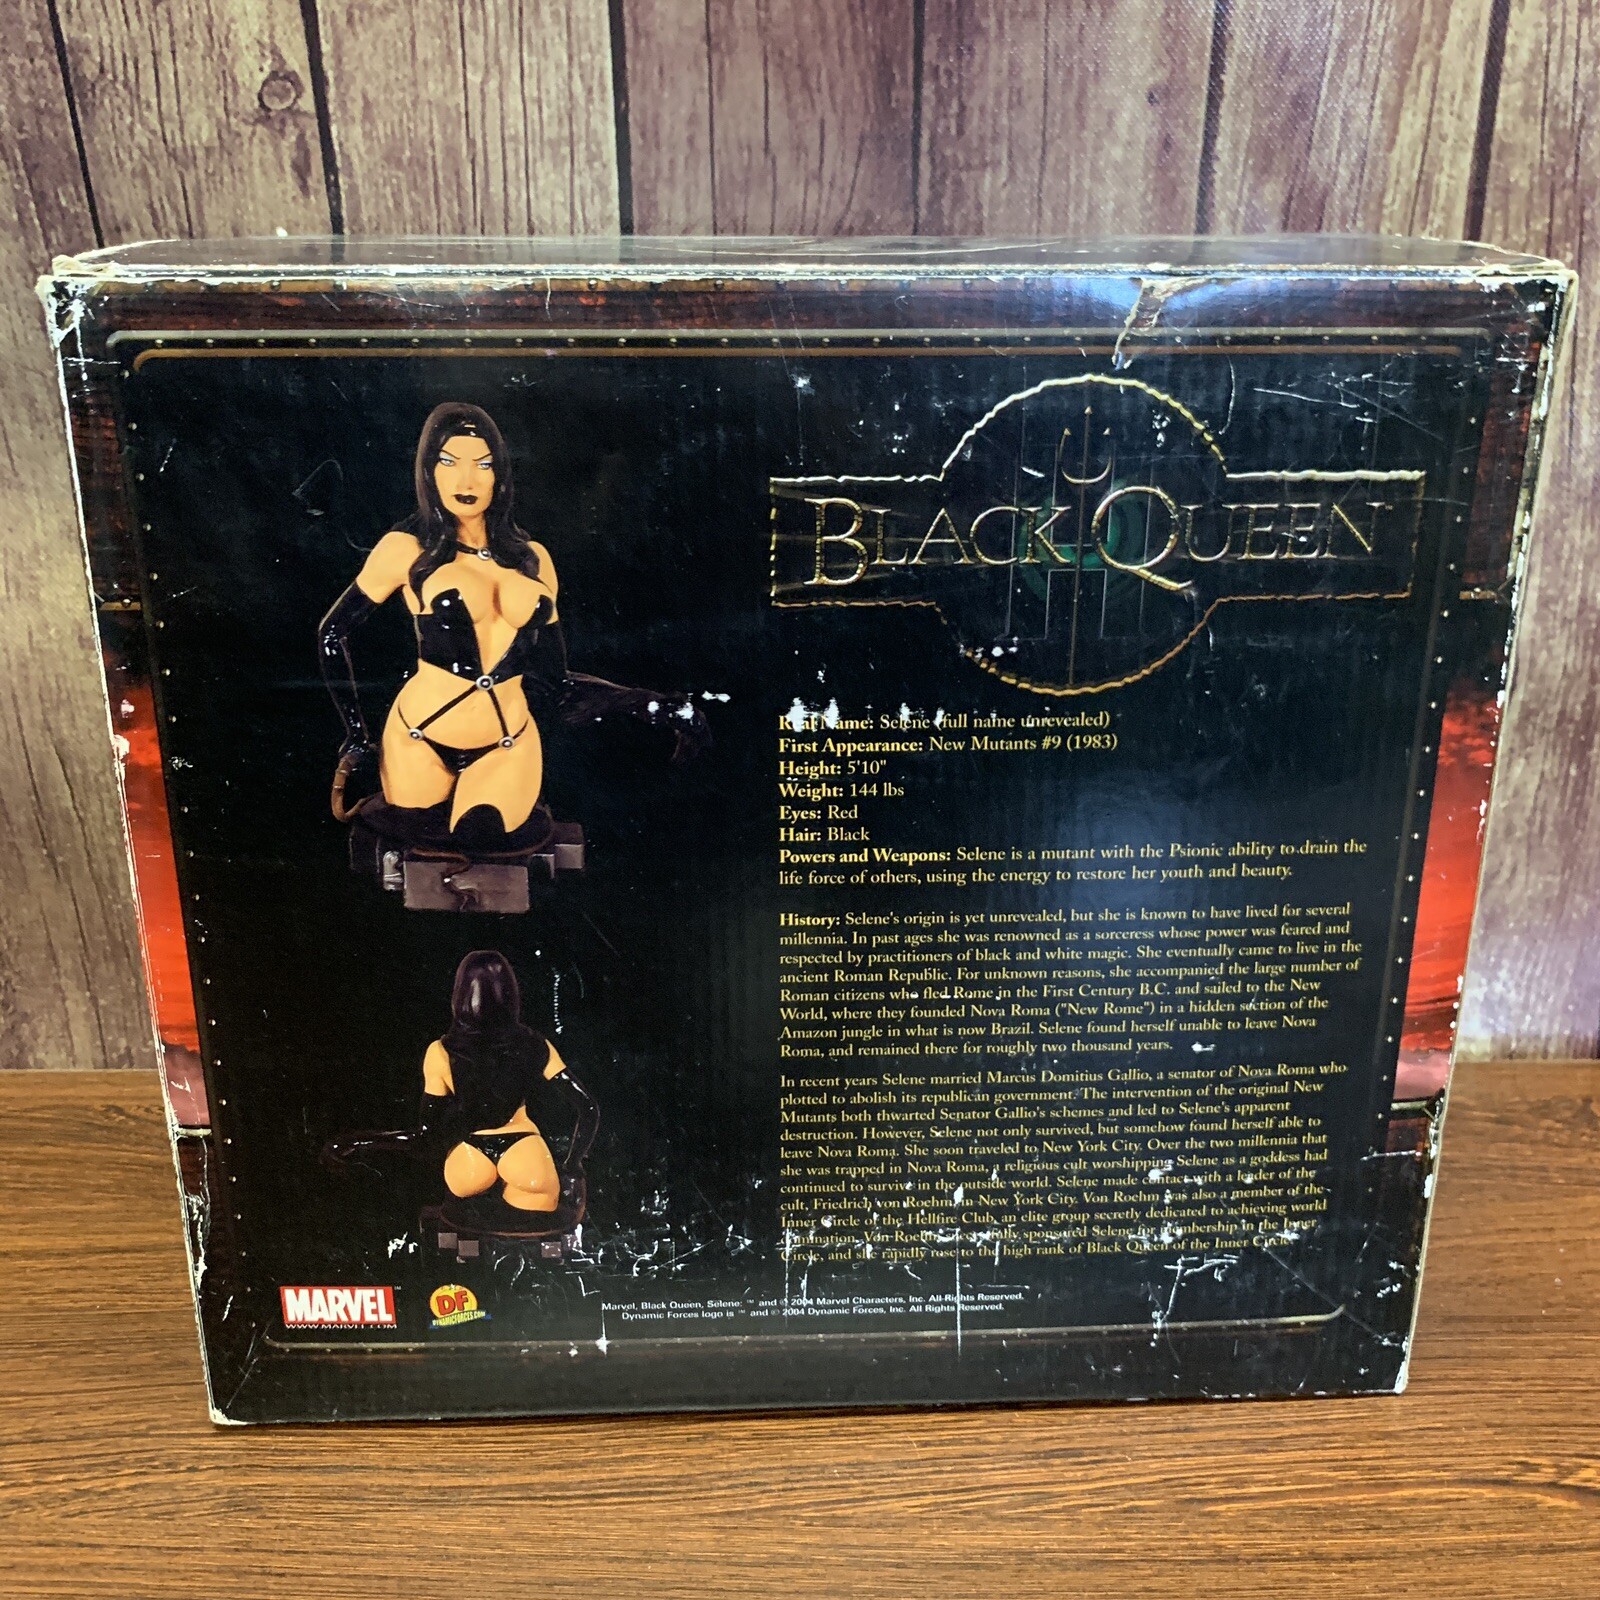 BLACK QUEEN™
Real Name: Selene (full name unrevealed)
First Appearance: New Mutants #9 (1983)
Height: 5'10"
Weight: 144 lbs
Eyes: Red
Hair: Black
Powers and Weapons: Selene is a mutant with the Psionic ability to drain the
life force of others, using the energy to restore her youth and beauty.
History: Selene's origin is yet unrevealed, but she is known to have lived for several
millennia. In past ages she was renowned as a sorceress whose power was feared and
respected by practitioners of black and white magic. She eventually came to live in the
ancient Roman Republic. For unknown reasons, she accompanied the large number of
Roman citizens who fled Rome in the First Century B.C. and sailed to the New
World, where they founded Nova Roma ("New Rome") in a hidden section of the
Amazon jungle in what is now Brazil. Selene found herself unable to leave Nova
Roma, and remained there for roughly two thousand years.
In recent years Selene married Marcus Domitius Gallio, a senator of Nova Roma who
plotted to abolish its republican government. The intervention of the original New
Mutants both thwarted Senator Gallio's schemes and led to Selene's apparent
destruction. However, Selene not only survived, but somehow found herself able to
leave Nova Roma. She soon traveled to New York City. Over the two millennia that
she was trapped in Nova Roma, a religious cult worshipping Selene as a goddess had
continued to survive in the outside world. Selene made contact with a leader of the
cult, Friedrich von Roehm in New York City. Von Roehm was also a member of the
Inner Circle of the Hellfire Club, an elite group secretly dedicated to achieving world
domination. Von Roehm successfully sponsored Selene for membership in the Inner
Circle, and she rapidly rose to the high rank of Black Queen of the Inner Circle.
MARVEL™
WWW.MARVEL.COM
DF
DYNAMICFORCES.COM
Marvel, Black Queen, Selene: ™ and © 2004 Marvel Characters, Inc. All Rights Reserved.
Dynamic Forces logo is ™ and © 2004 Dynamic Forces, Inc. All Rights Reserved.